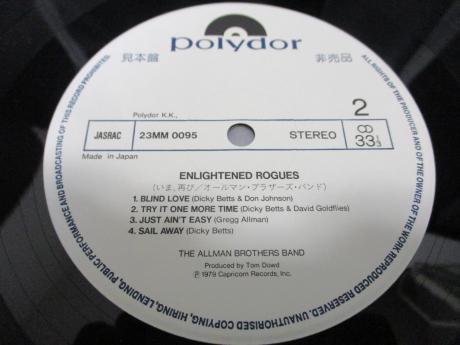 polydor
見本盤
非売品
Polydor K.K.,
2
JASRAC
23MM 0095
STEREO
33 1/3
Made in Japan
ENLIGHTENED ROGUES
(いま、再び/オールマン・ブラザーズ・バンド)
1. BLIND LOVE (Dicky Betts & Don Johnson)
2. TRY IT ONE MORE TIME (Dicky Betts & David Goldflies)
3. JUST AIN'T EASY (Gregg Allman)
4. SAIL AWAY (Dicky Betts)
THE ALLMAN BROTHERS BAND
Produced by Tom Dowd
Ⓟ 1979 Capricorn Records, Inc.
ALL RIGHTS OF THE PRODUCER AND OF THE OWNER OF THE WORK REPRODUCED RESERVED. UNAUTHORISED COPYING, HIRING, LENDING, PUBLIC PERFORMANCE AND BROADCASTING OF THIS RECORD PROHIBITED.